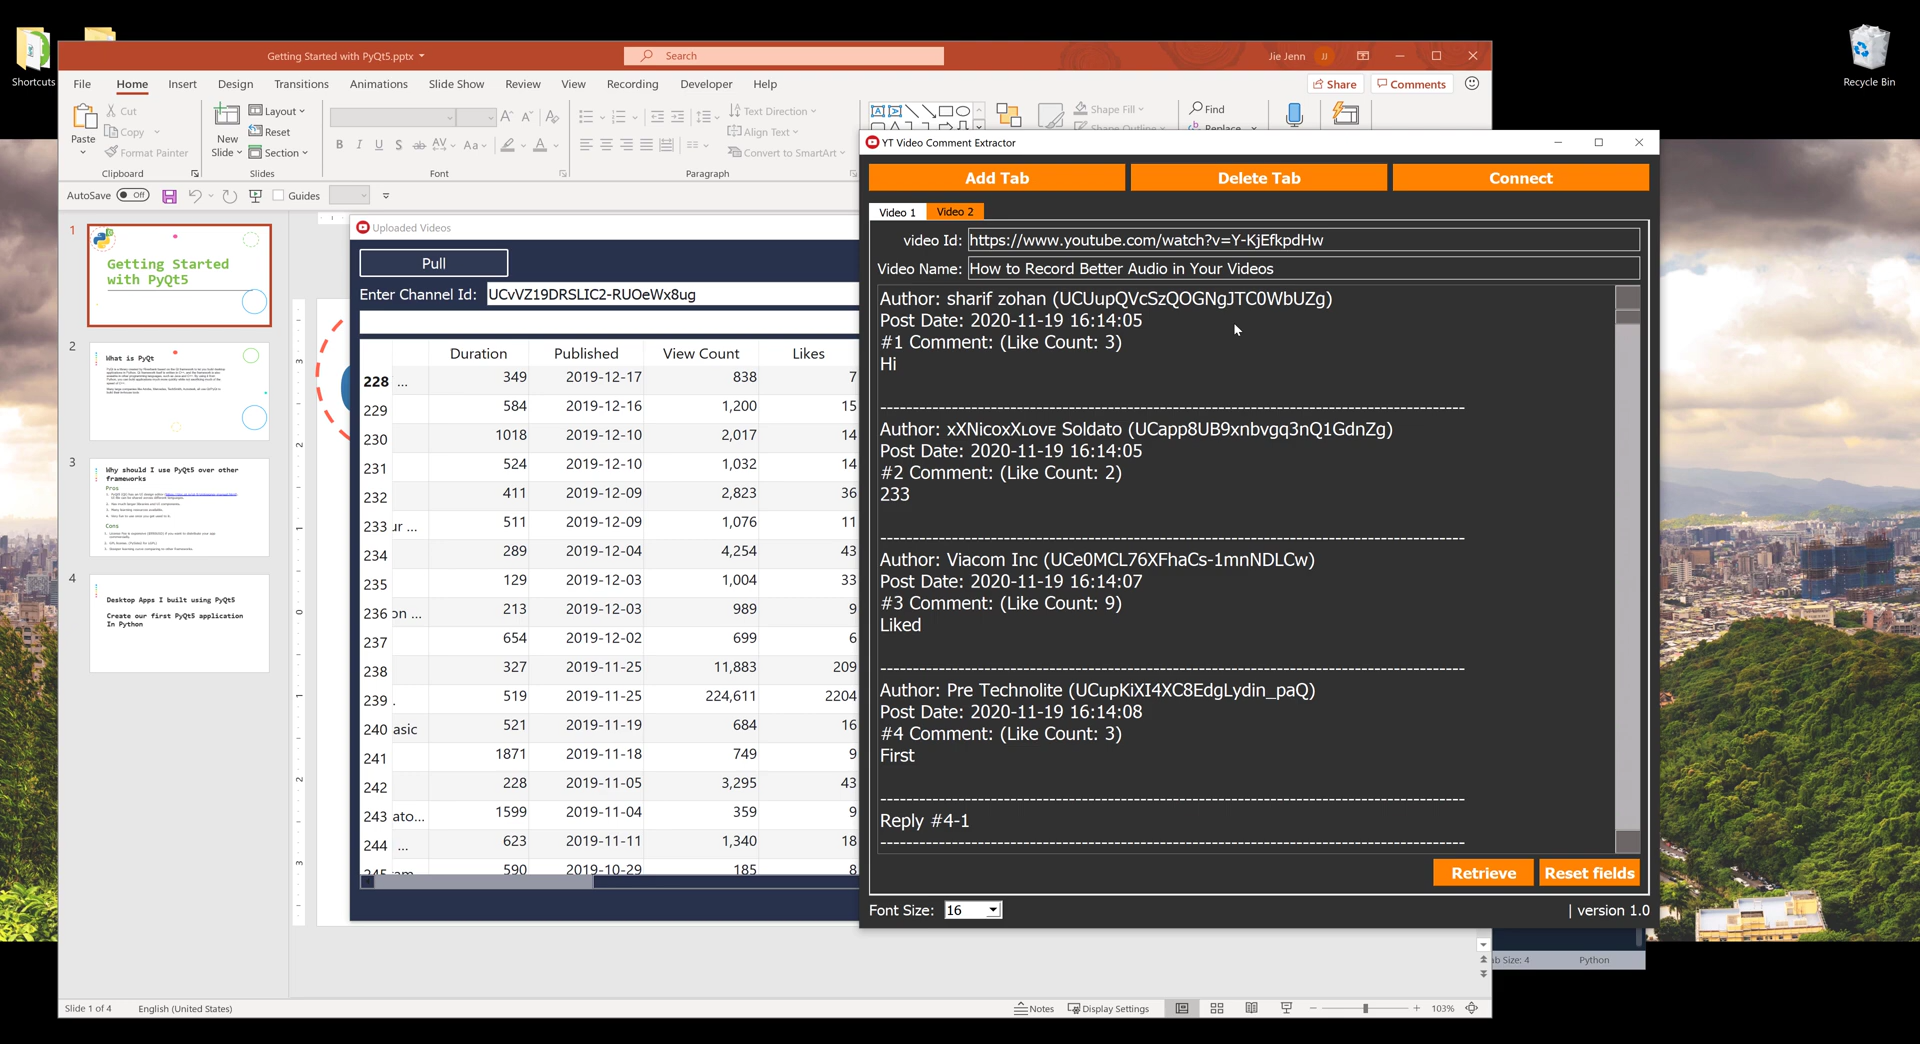 Shortcuts
Recycle Bin
Getting Started with PyQt5.pptx
Search
Jie Jenn
JJ
File Home Insert Design Transitions Animations Slide Show Review View Recording Developer Help
Share
Comments
Paste
Cut
Copy
Format Painter
Clipboard
New
Slide
Layout
Reset
Section
Slides
B I U S ab AV Aa A
Font
Text Direction
Align Text
Convert to SmartArt
Paragraph
Shape Fill
Shape Outline
Find
Replace
AutoSave Off
Guides
1
Getting Started
with PyQt5
2
What is PyQt
3
Why should I use PyQt5 over other
frameworks
Pros
Cons
4
Desktop Apps I built using PyQt5
Create our first PyQt5 application
In Python
Uploaded Videos
Pull
Enter Channel Id: UCvVZ19DRSLIC2-RUOeWx8ug
Duration Published View Count Likes
228 ... 349 2019-12-17 838 7
229 584 2019-12-16 1,200 15
230 1018 2019-12-10 2,017 14
231 524 2019-12-10 1,032 14
232 411 2019-12-09 2,823 36
233 ur ... 511 2019-12-09 1,076 11
234 289 2019-12-04 4,254 43
235 129 2019-12-03 1,004 33
236 on ... 213 2019-12-03 989 9
237 654 2019-12-02 699 6
238 327 2019-11-25 11,883 209
239 . 519 2019-11-25 224,611 2204
240 asic 521 2019-11-19 684 16
241 1871 2019-11-18 749 9
242 228 2019-11-05 3,295 43
243 ato... 1599 2019-11-04 359 9
244 ... 623 2019-11-11 1,340 18
245 590 2019-10-29 185 8
YT Video Comment Extractor
Add Tab Delete Tab Connect
Video 1 Video 2
video Id: https://www.youtube.com/watch?v=Y-KjEfkpdHw
Video Name: How to Record Better Audio in Your Videos
Author: sharif zohan (UCUupQVcSzQOGNgJTC0WbUZg)
Post Date: 2020-11-19 16:14:05
#1 Comment: (Like Count: 3)
Hi
Author: xXNicoxXLᴏᴠᴇ Soldato (UCapp8UB9xnbvgq3nQ1GdnZg)
Post Date: 2020-11-19 16:14:05
#2 Comment: (Like Count: 2)
233
Author: Viacom Inc (UCe0MCL76XFhaCs-1mnNDLCw)
Post Date: 2020-11-19 16:14:07
#3 Comment: (Like Count: 9)
Liked
Author: Pre Technolite (UCupKiXI4XC8EdgLydin_paQ)
Post Date: 2020-11-19 16:14:08
#4 Comment: (Like Count: 3)
First
Reply #4-1
Retrieve Reset fields
Font Size: 16
| version 1.0
ab Size: 4 Python
Slide 1 of 4 English (United States)
Notes Display Settings 103%